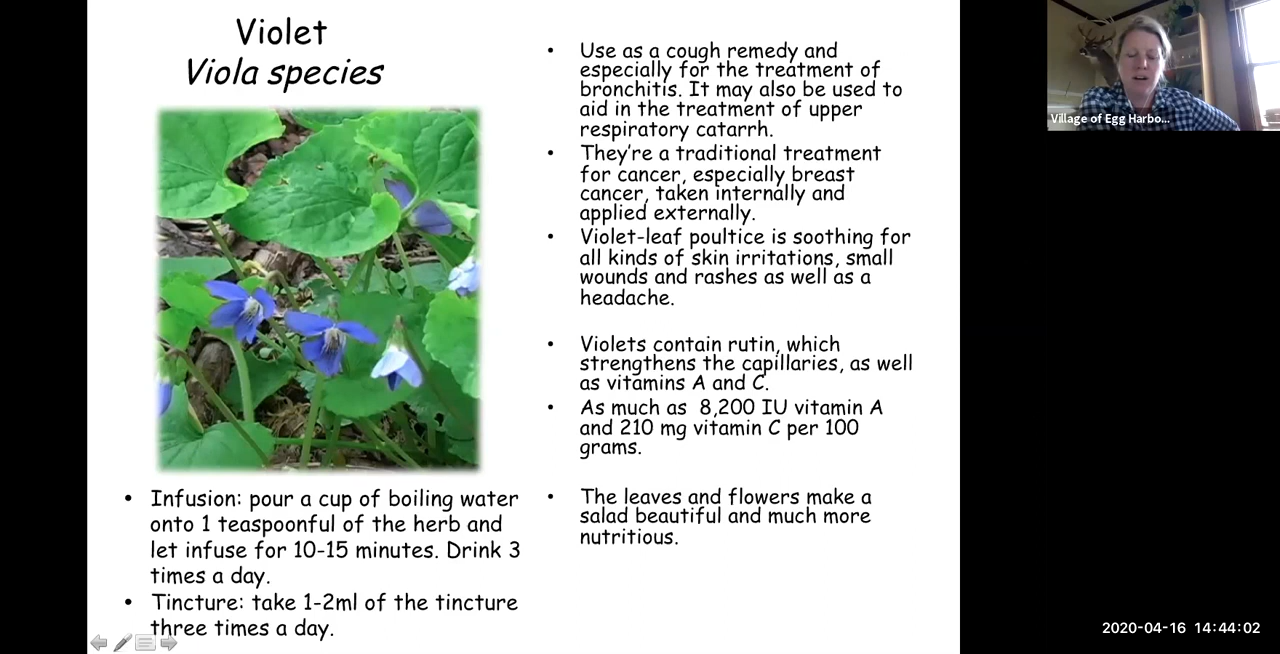 Violet
Viola species
• Infusion: pour a cup of boiling water
onto 1 teaspoonful of the herb and
let infuse for 10-15 minutes. Drink 3
times a day.
• Tincture: take 1-2ml of the tincture
three times a day.
• Use as a cough remedy and
especially for the treatment of
bronchitis. It may also be used to
aid in the treatment of upper
respiratory catarrh.
• They're a traditional treatment
for cancer, especially breast
cancer, taken internally and
applied externally.
• Violet-leaf poultice is soothing for
all kinds of skin irritations, small
wounds and rashes as well as a
headache.
• Violets contain rutin, which
strengthens the capillaries, as well
as vitamins A and C.
• As much as 8,200 IU vitamin A
and 210 mg vitamin C per 100
grams.
• The leaves and flowers make a
salad beautiful and much more
nutritious.
Village of Egg Harbo...
2020-04-16 14:44:02